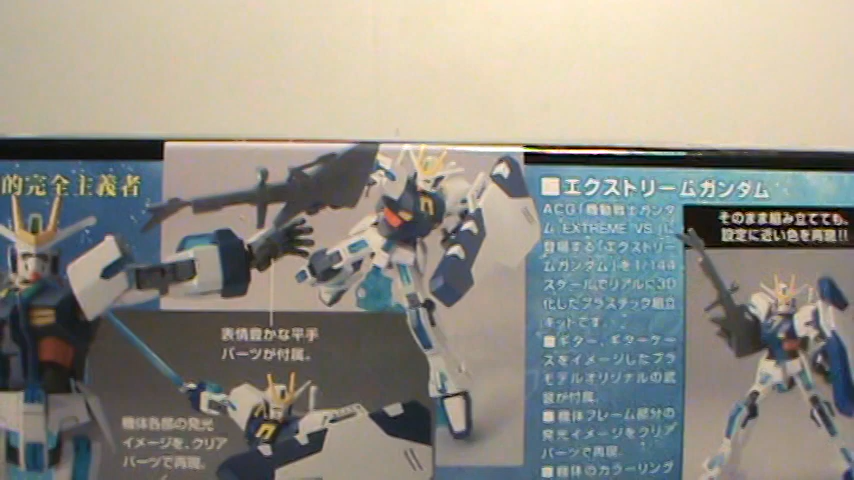 的完全主義者
表情豊かな平手
パーツが付属。
機体各部の発光
イメージを、クリア
パーツで再現。
■エクストリームガンダム
ACG「機動戦士ガンダ
ム EXTREME VS.」に
登場する「エクストリー
ムガンダム」を1/144
スケールでリアルに3D
化したプラスチック組立
キットです。
■ギター、ギターケー
スをイメージしたプラ
モデルオリジナルの武
装が付属。
■機体フレーム部分の
発光イメージをクリア
パーツで再現。
■機体のカラーリング
そのまま組み立てても、
設定に近い色を再現!!